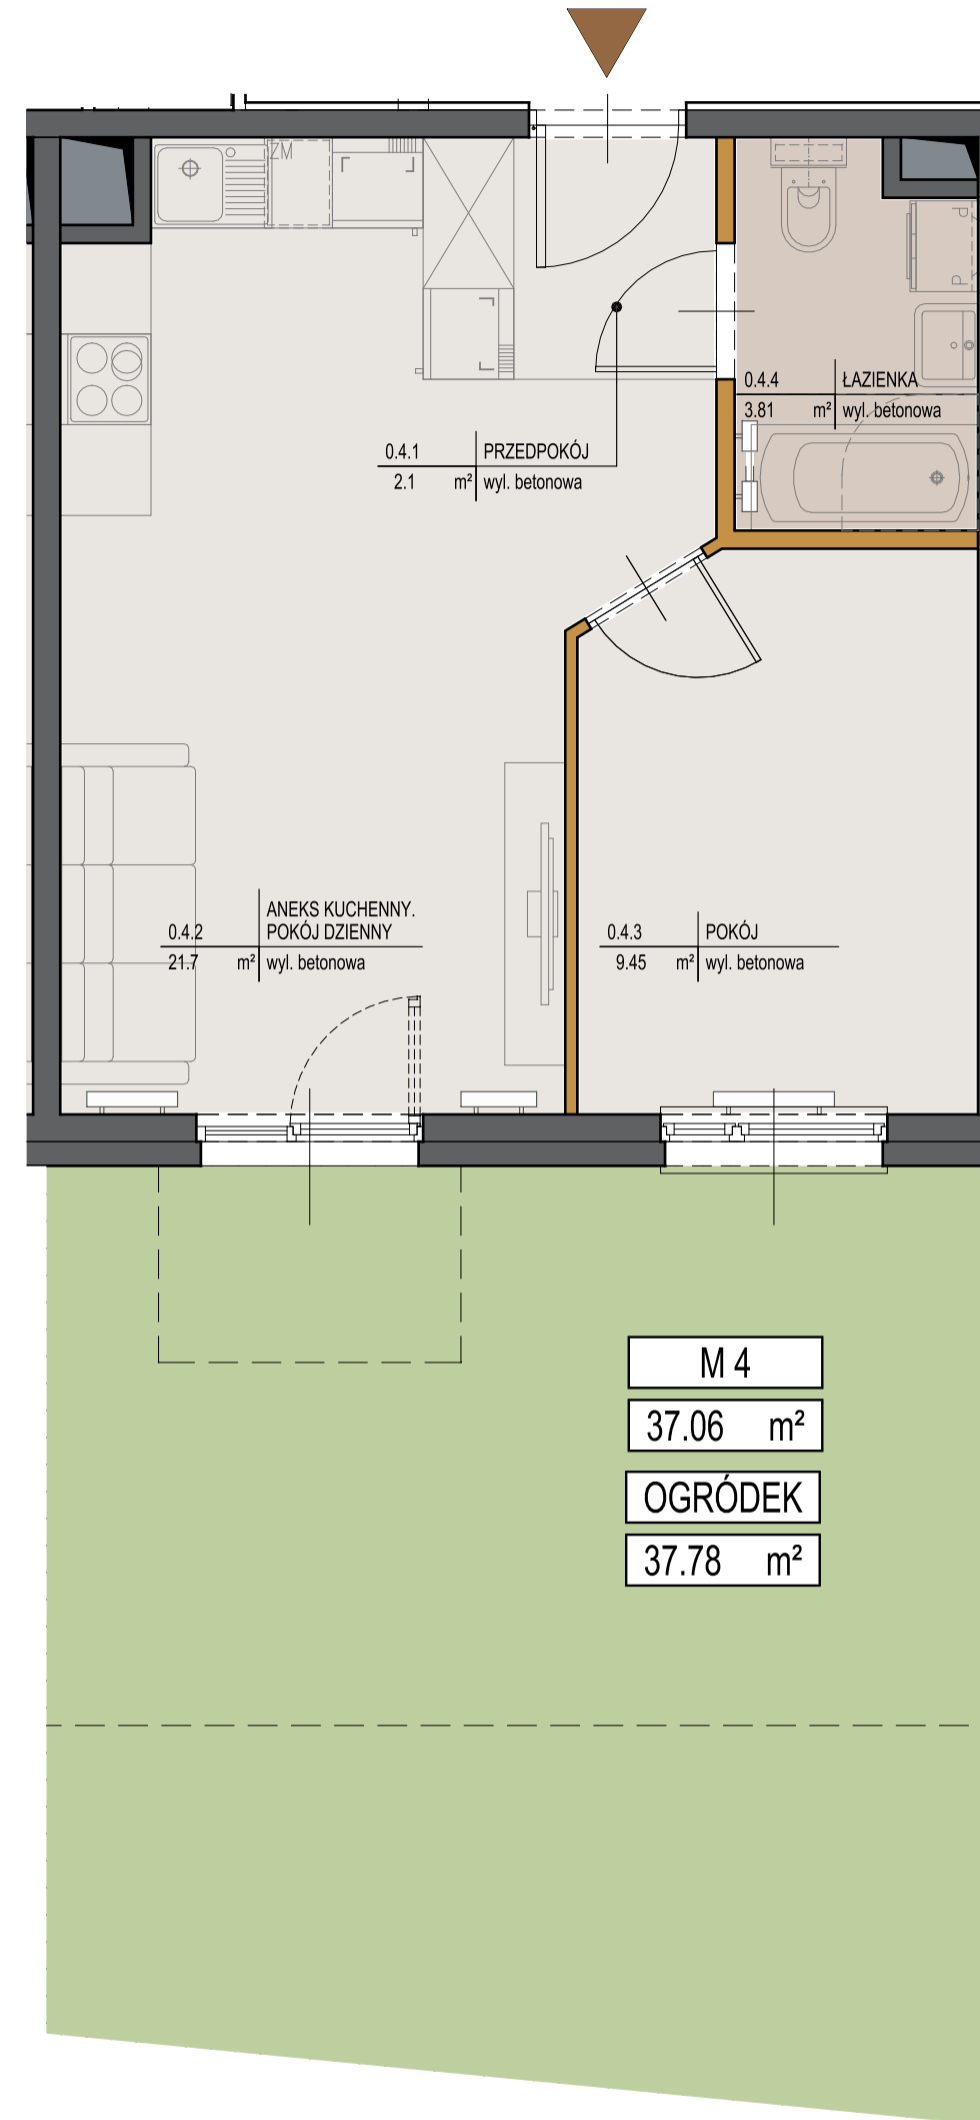 ZM
P
P
0.4.4 ŁAZIENKA
3.81 m² wyl. betonowa
0.4.1 PRZEDPOKÓJ
2.1 m² wyl. betonowa
ANEKS KUCHENNY.
0.4.2 POKÓJ DZIENNY
21.7 m² wyl. betonowa
0.4.3 POKÓJ
9.45 m² wyl. betonowa
M 4
37.06 m²
OGRÓDEK
37.78 m²